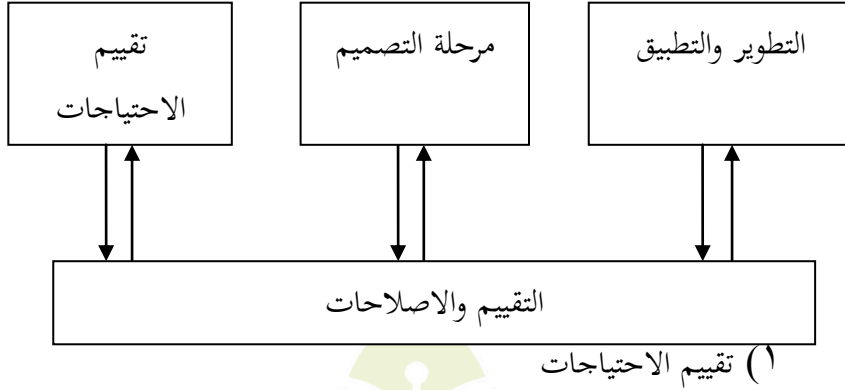 التطوير والتطبيق
مرحلة التصميم
تقييم
الاحتياجات
التقييم والاصلاحات
١) تقييم الاحتياجات